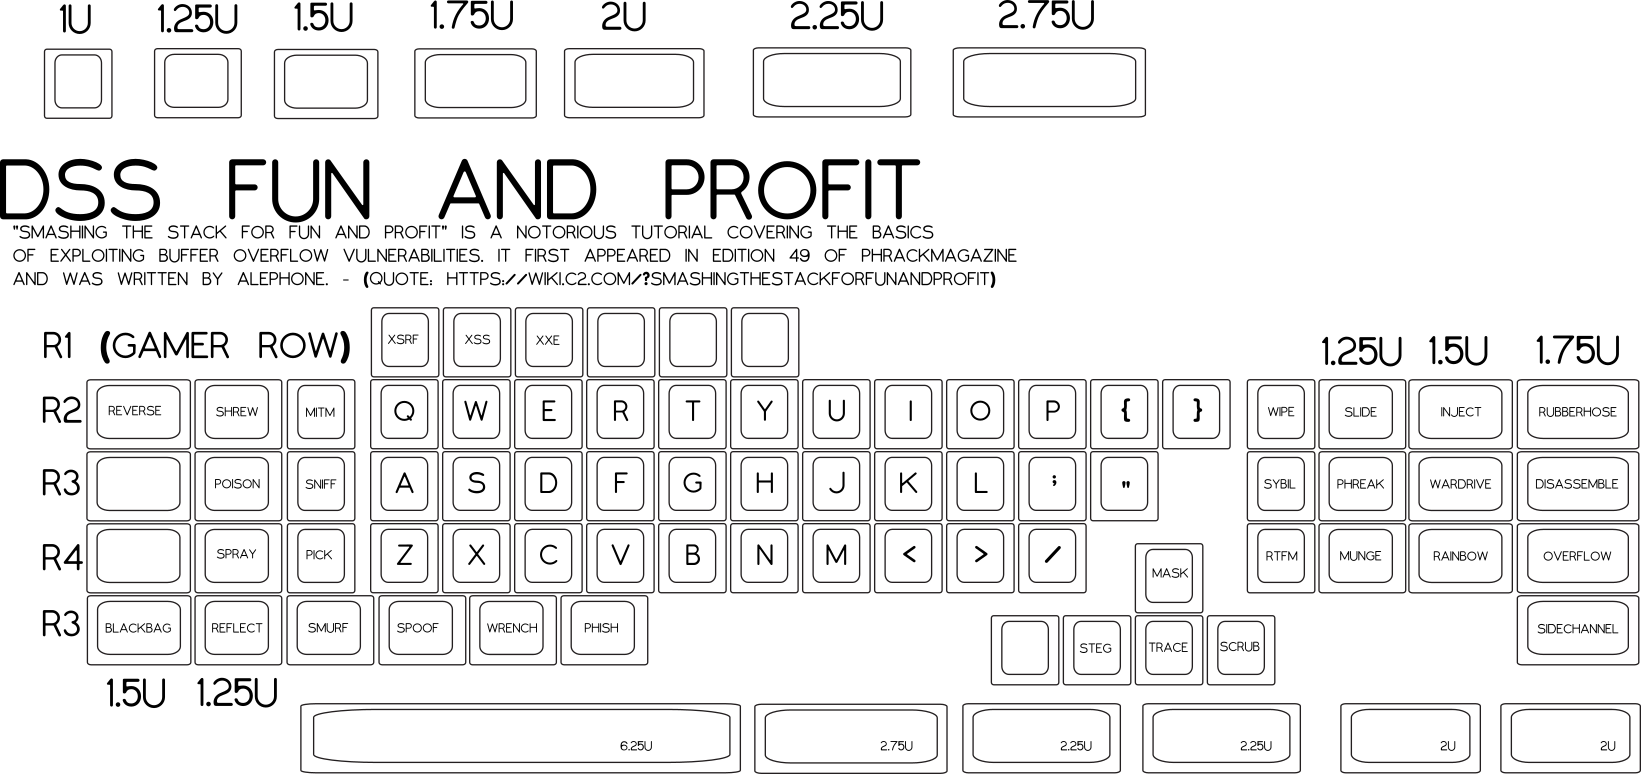 1U 1.25U 1.5U 1.75U 2U 2.25U 2.75U
DSS FUN AND PROFIT
"SMASHING THE STACK FOR FUN AND PROFIT" IS A NOTORIOUS TUTORIAL COVERING THE BASICS
OF EXPLOITING BUFFER OVERFLOW VULNERABILITIES. IT FIRST APPEARED IN EDITION 49 OF PHRACKMAGAZINE
AND WAS WRITTEN BY ALEPHONE. - (QUOTE: HTTPS://WIKI.C2.COM/?SMASHINGTHESTACKFORFUNANDPROFIT)
R1 (GAMER ROW) XSRF XSS XXE 1.25U 1.5U 1.75U
R2 REVERSE SHREW MITM Q W E R T Y U I O P { } WIPE SLIDE INJECT RUBBERHOSE
R3 POISON SNIFF A S D F G H J K L ; " SYBIL PHREAK WARDRIVE DISASSEMBLE
R4 SPRAY PICK Z X C V B N M < > / RTFM MUNGE RAINBOW OVERFLOW
MASK
R3 BLACKBAG REFLECT SMURF SPOOF WRENCH PHISH SIDECHANNEL
STEG TRACE SCRUB
1.5U 1.25U
6.25U 2.75U 2.25U 2.25U 2U 2U